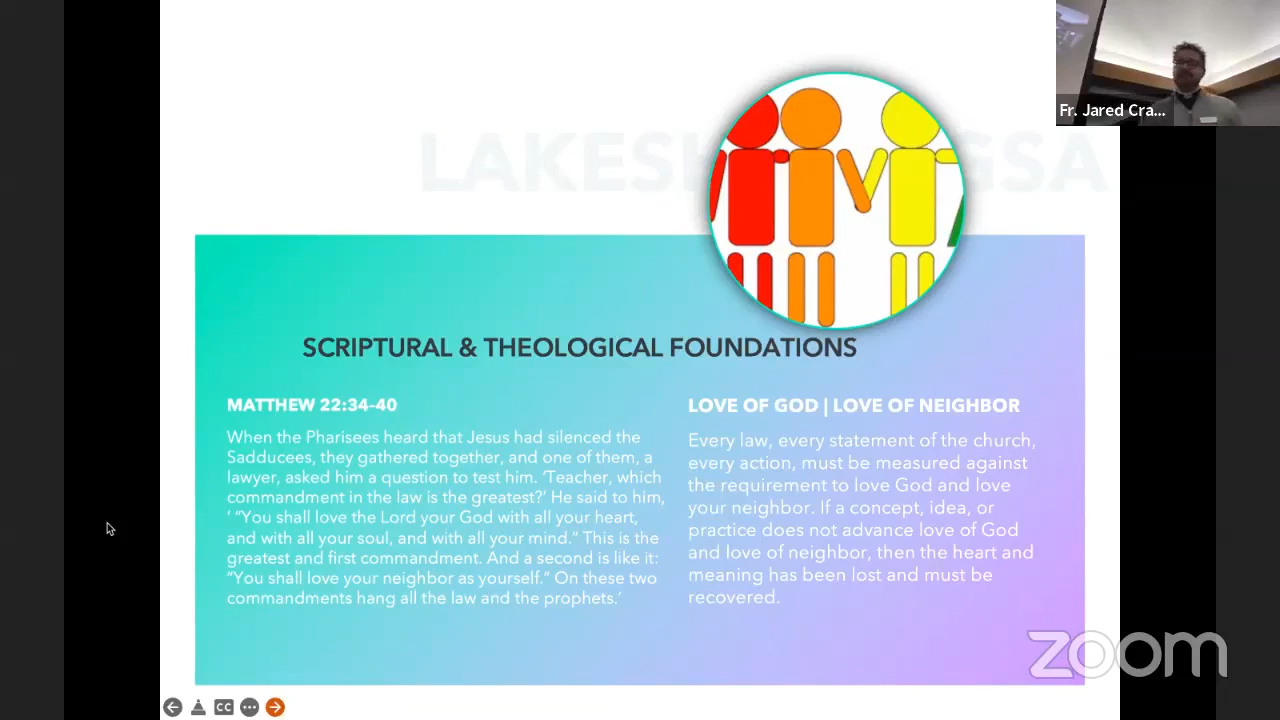 Fr. Jared Cra...
SCRIPTURAL & THEOLOGICAL FOUNDATIONS
MATTHEW 22:34-40
When the Pharisees heard that Jesus had silenced the
Sadducees, they gathered together, and one of them, a
lawyer, asked him a question to test him. ‘Teacher, which
commandment in the law is the greatest?’ He said to him,
‘ “You shall love the Lord your God with all your heart,
and with all your soul, and with all your mind.” This is the
greatest and first commandment. And a second is like it:
“You shall love your neighbor as yourself.” On these two
commandments hang all the law and the prophets.’
LOVE OF GOD | LOVE OF NEIGHBOR
Every law, every statement of the church,
every action, must be measured against
the requirement to love God and love
your neighbor. If a concept, idea, or
practice does not advance love of God
and love of neighbor, then the heart and
meaning has been lost and must be
recovered.
zoom
CC